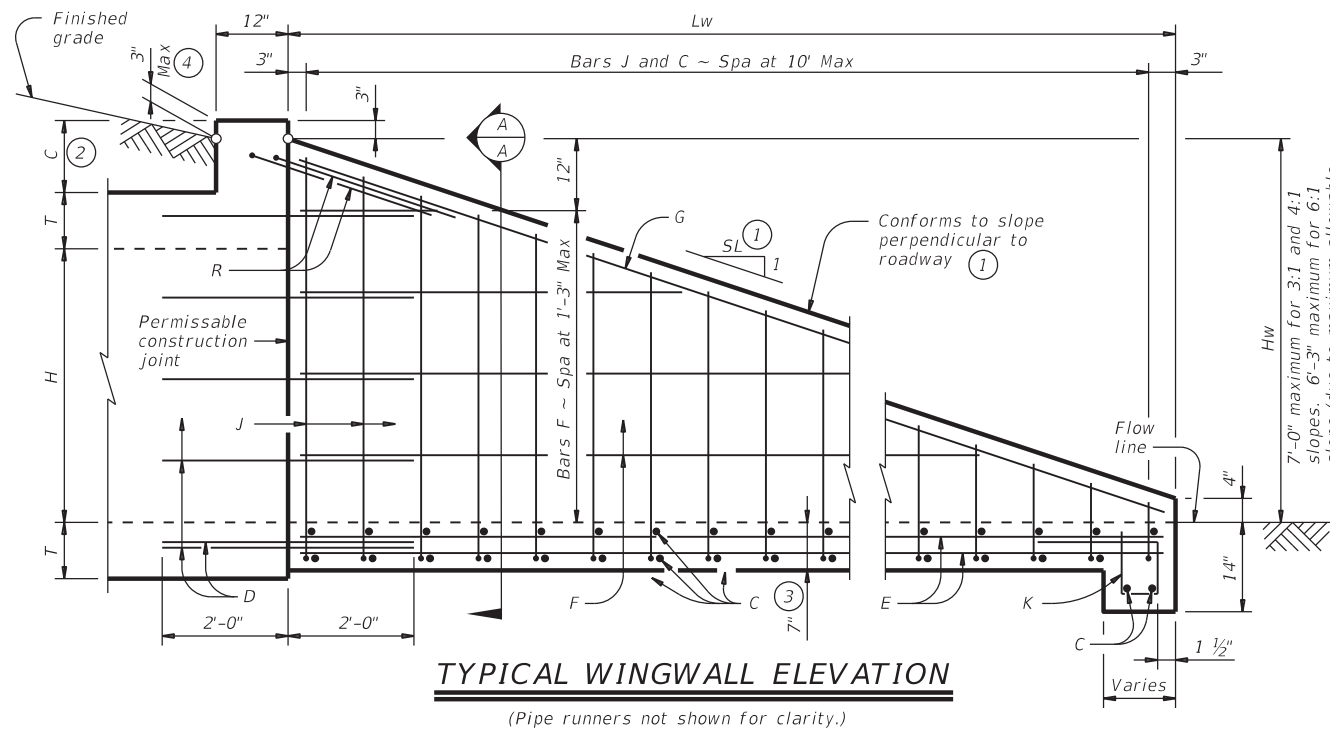 Finished
grade
12"
Lw
3"
Max
4
3"
Bars J and C ~ Spa at 10' Max
3"
3"
C
2
A
A
12"
T
G
SL
1
1
Conforms to slope
perpendicular to
roadway
1
R
Permissable
construction
joint
H
J
Bars F ~ Spa at 1'-3" Max
Hw
7'-0" maximum for 3:1 and 4:1
slopes. 6'-3" maximum for 6:1
Flow
line
4"
T
14"
D
F
C
3
7"
E
K
C
2'-0"
2'-0"
1 ½"
Varies
TYPICAL WINGWALL ELEVATION
(Pipe runners not shown for clarity.)